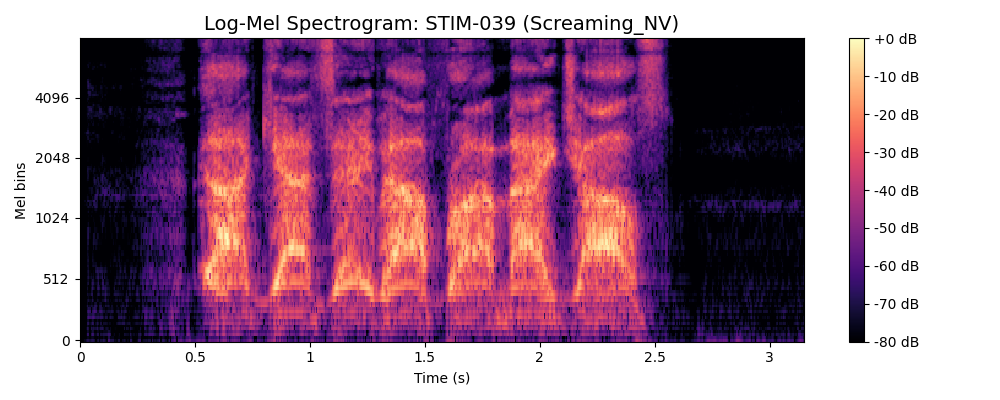 Log-Mel Spectrogram: STIM-039 (Screaming_NV)
Mel bins
4096
2048
1024
512
0
0 0.5 1 1.5 2 2.5 3
Time (s)
+0 dB
-10 dB
-20 dB
-30 dB
-40 dB
-50 dB
-60 dB
-70 dB
-80 dB